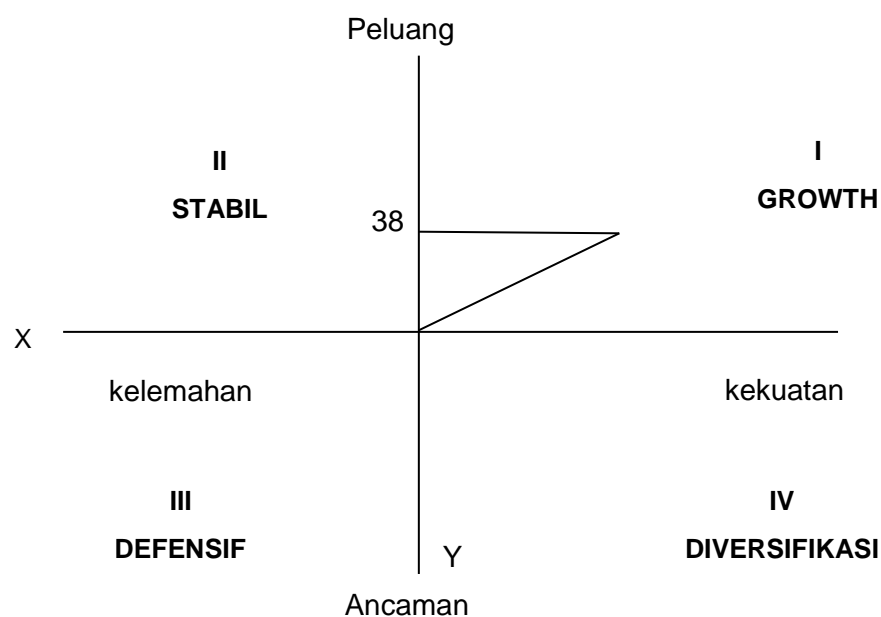 Peluang
II
STABIL
I
GROWTH
38
X
kelemahan
kekuatan
III
DEFENSIF
IV
DIVERSIFIKASI
Y
Ancaman